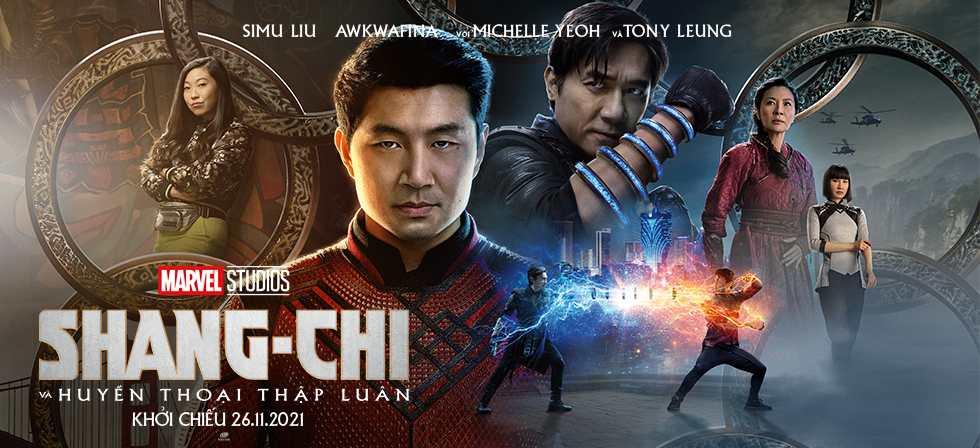 SIMU LIU AWKWAFINA VỚI MICHELLE YEOH VÀ TONY LEUNG
MARVEL STUDIOS
SHANG-CHI
VÀ HUYỀN THOẠI THẬP LUÂN
KHỞI CHIẾU 26.11.2021